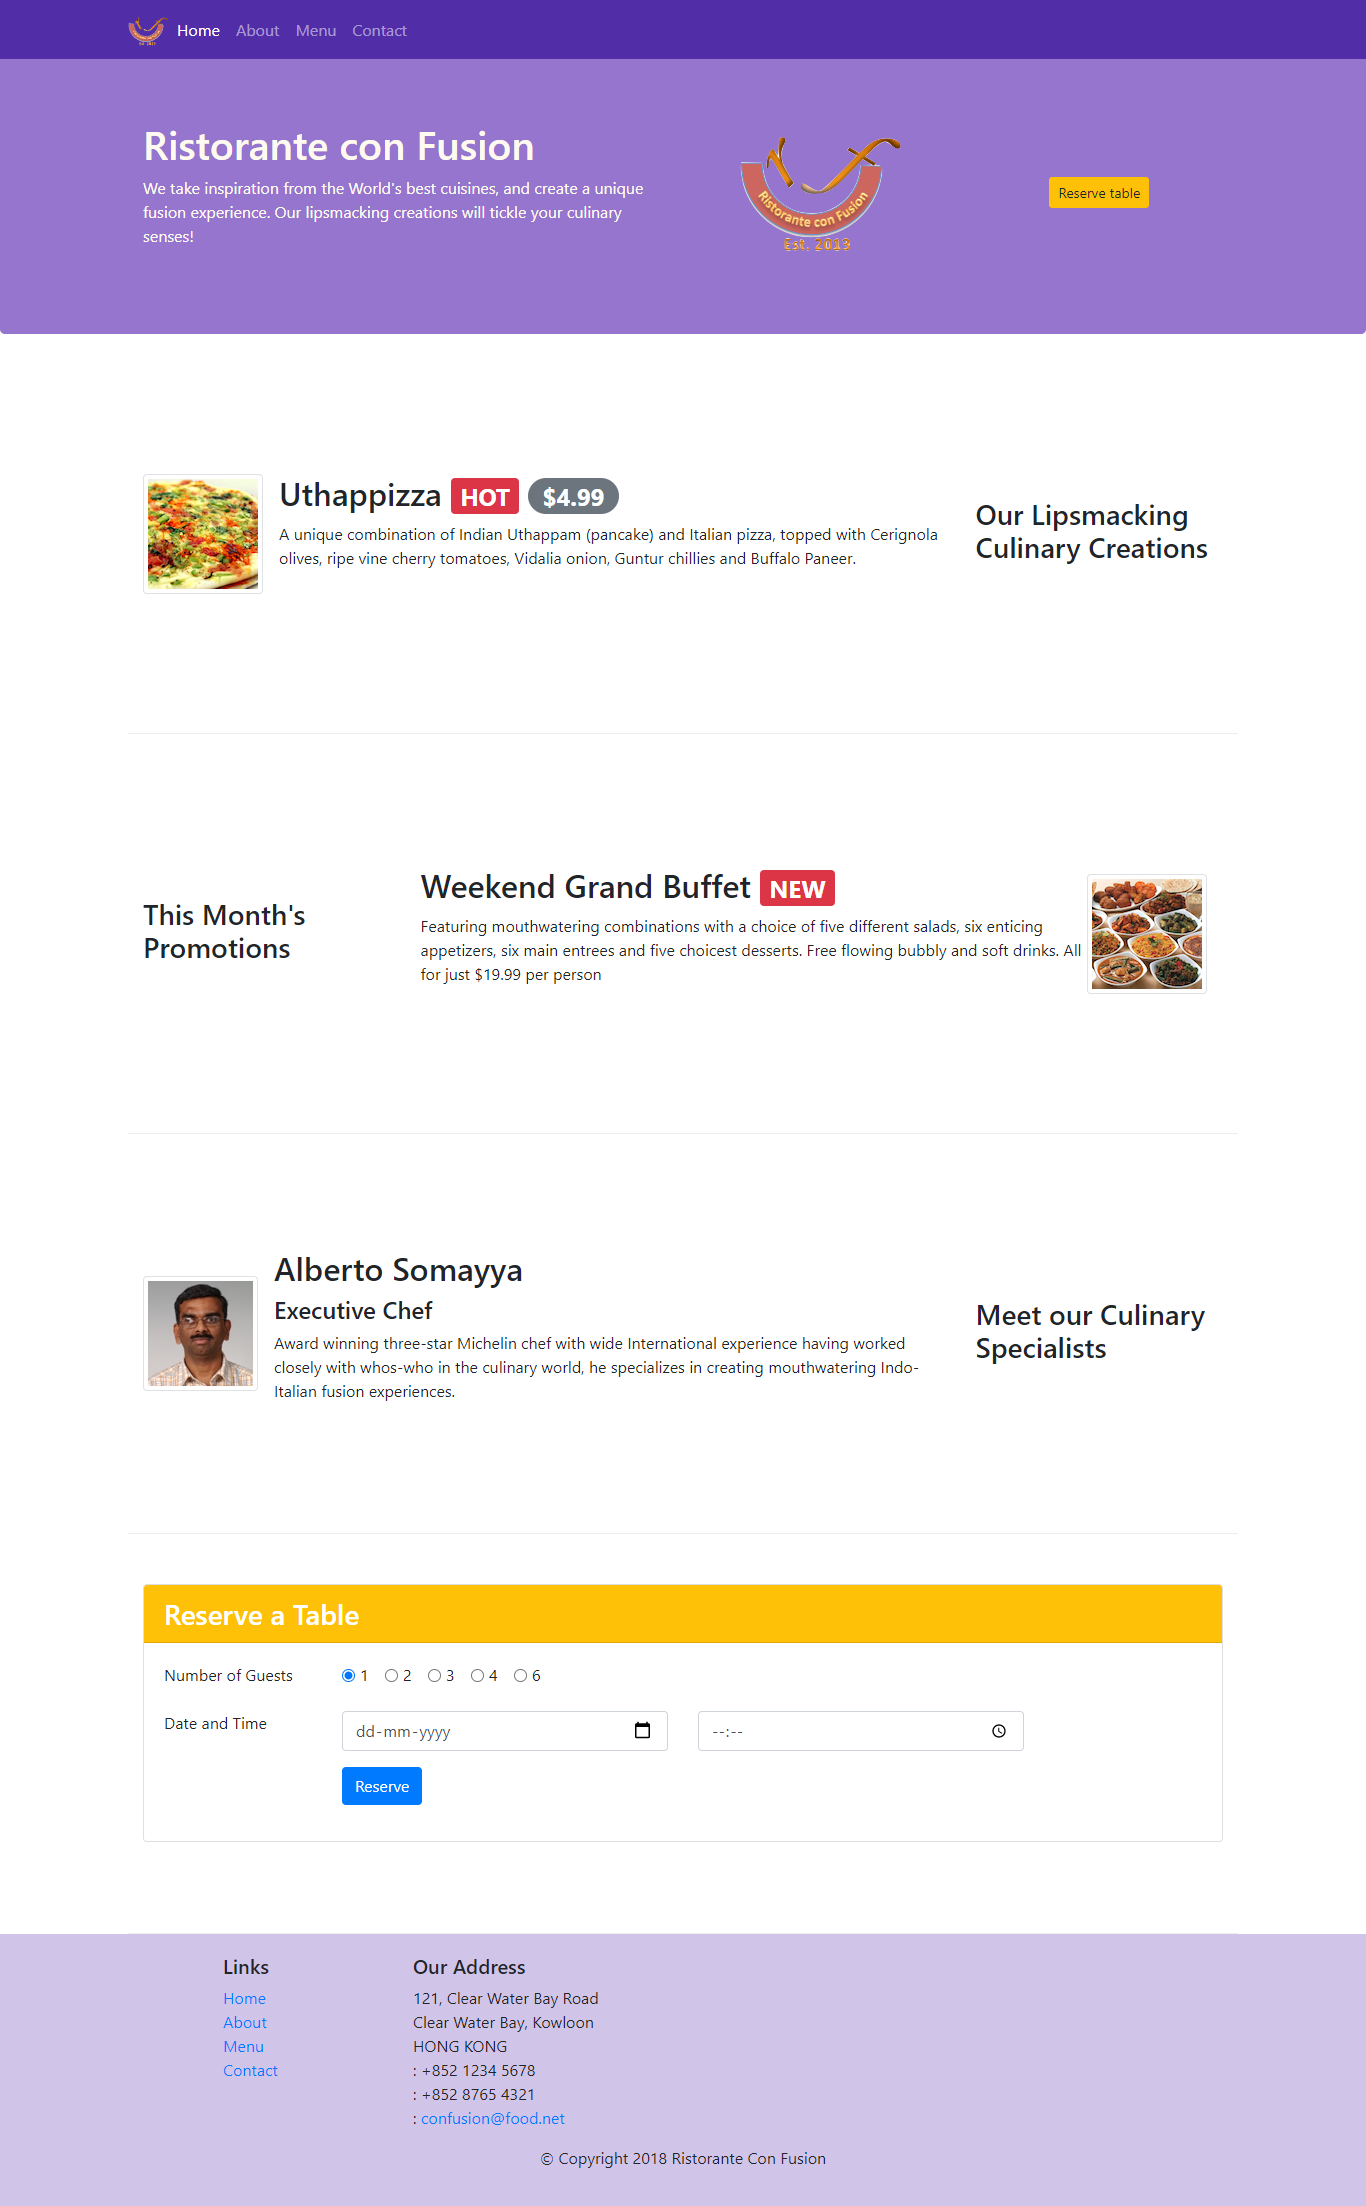 Home About Menu Contact
Ristorante con Fusion
We take inspiration from the World's best cuisines, and create a unique
fusion experience. Our lipsmacking creations will tickle your culinary
senses!
Ristorante con Fusion
Est. 2013
Reserve table
Uthappizza HOT $4.99
A unique combination of Indian Uthappam (pancake) and Italian pizza, topped with Cerignola
olives, ripe vine cherry tomatoes, Vidalia onion, Guntur chillies and Buffalo Paneer.
Our Lipsmacking
Culinary Creations
This Month's
Promotions
Weekend Grand Buffet NEW
Featuring mouthwatering combinations with a choice of five different salads, six enticing
appetizers, six main entrees and five choicest desserts. Free flowing bubbly and soft drinks. All
for just $19.99 per person
Alberto Somayya
Executive Chef
Award winning three-star Michelin chef with wide International experience having worked
closely with whos-who in the culinary world, he specializes in creating mouthwatering Indo-
Italian fusion experiences.
Meet our Culinary
Specialists
Reserve a Table
Number of Guests 1 2 3 4 6
Date and Time dd-mm-yyyy --:--
Reserve
Links
Home
About
Menu
Contact
Our Address
121, Clear Water Bay Road
Clear Water Bay, Kowloon
HONG KONG
: +852 1234 5678
: +852 8765 4321
: confusion@food.net
© Copyright 2018 Ristorante Con Fusion